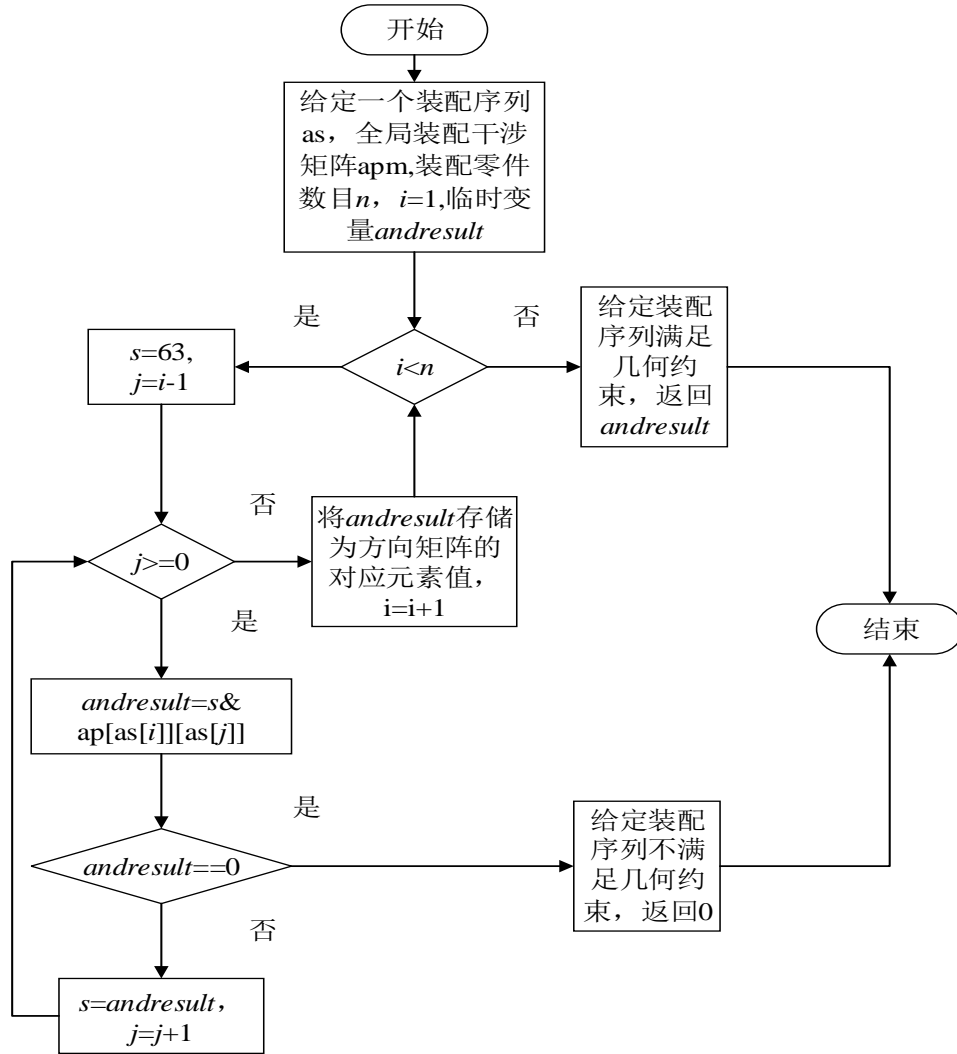 开始
给定一个装配序列
as，全局装配干涉
矩阵apm,装配零件
数目n，i=1,临时变
量andresult
是
否
给定装配
序列满足
几何约
束，返回
andresult
s=63,
j=i-1
i<n
否
将andresult存储
为方向矩阵的
对应元素值，
i=i+1
j>=0
是
结束
andresult=s&
ap[as[i]][as[j]]
是
给定装配
序列不满
足几何约
束，返回0
andresult==0
否
s=andresult，
j=j+1